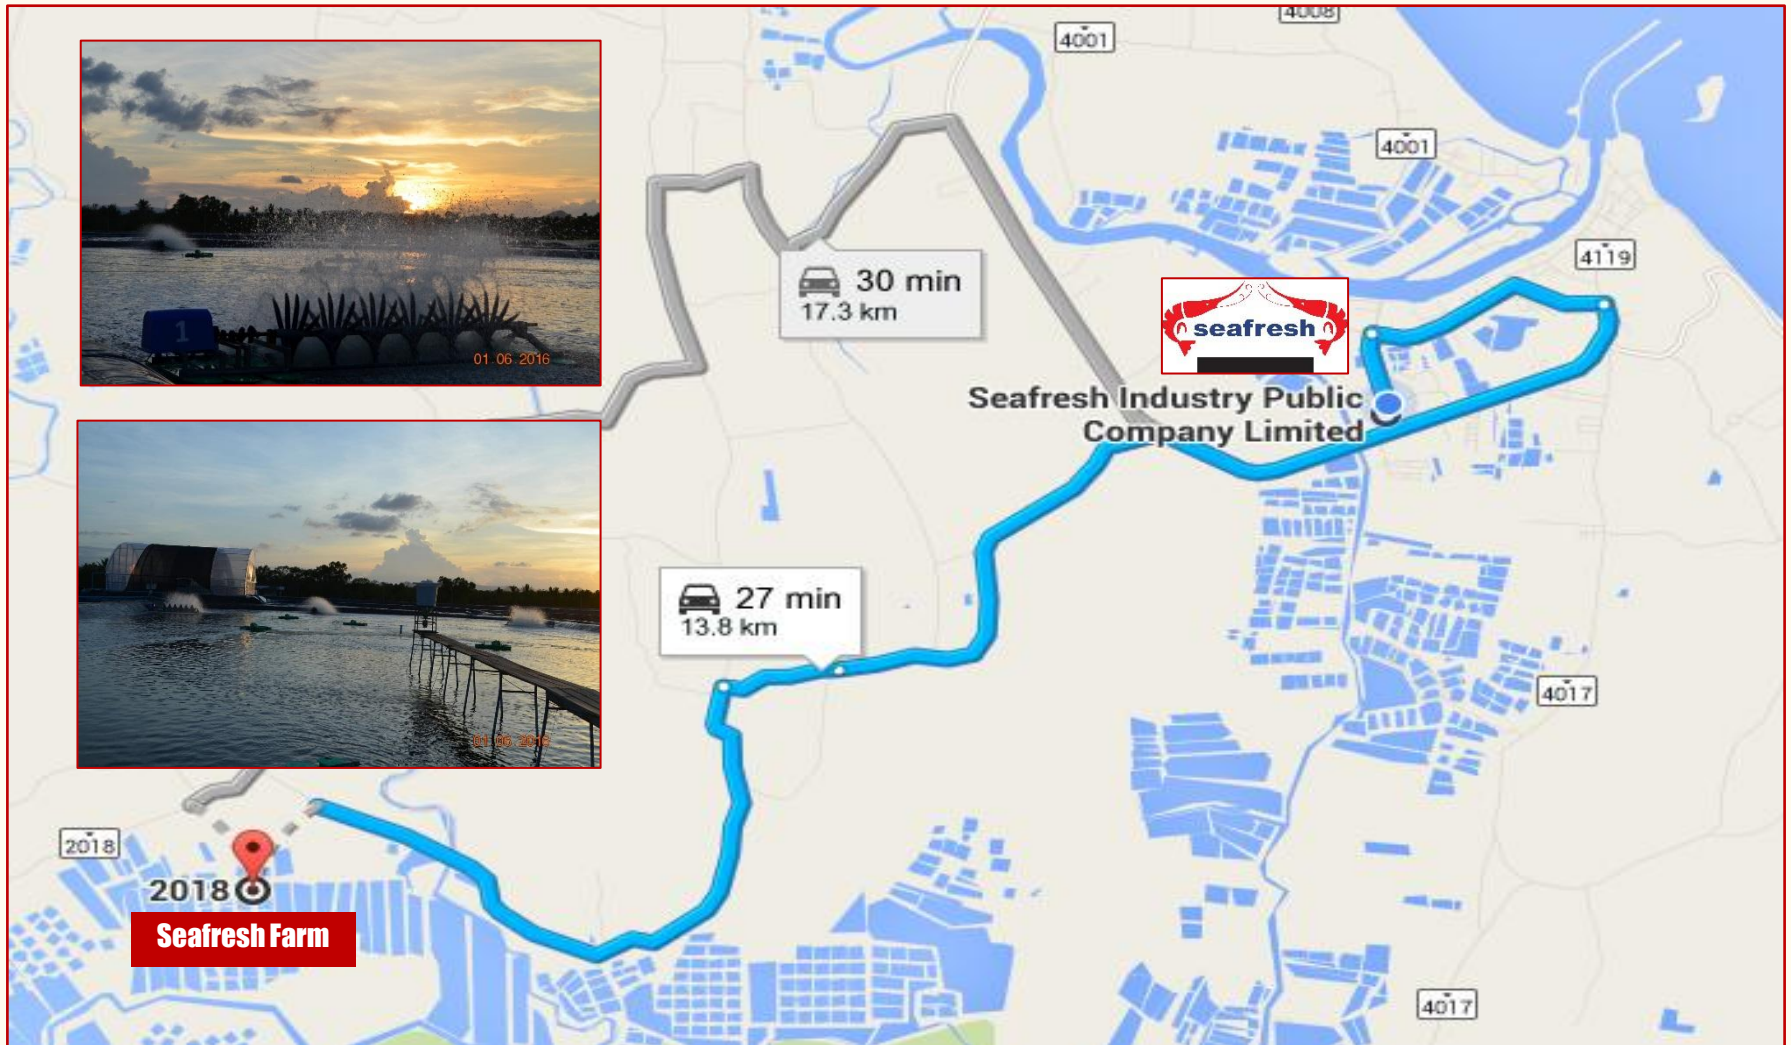 4008
4001
4001
4119
30 min
17.3 km
seafresh
Seafresh Industry Public
Company Limited
1
01 06 2016
27 min
13.8 km
4017
01 06 2016
2018
2018
Seafresh Farm
4017